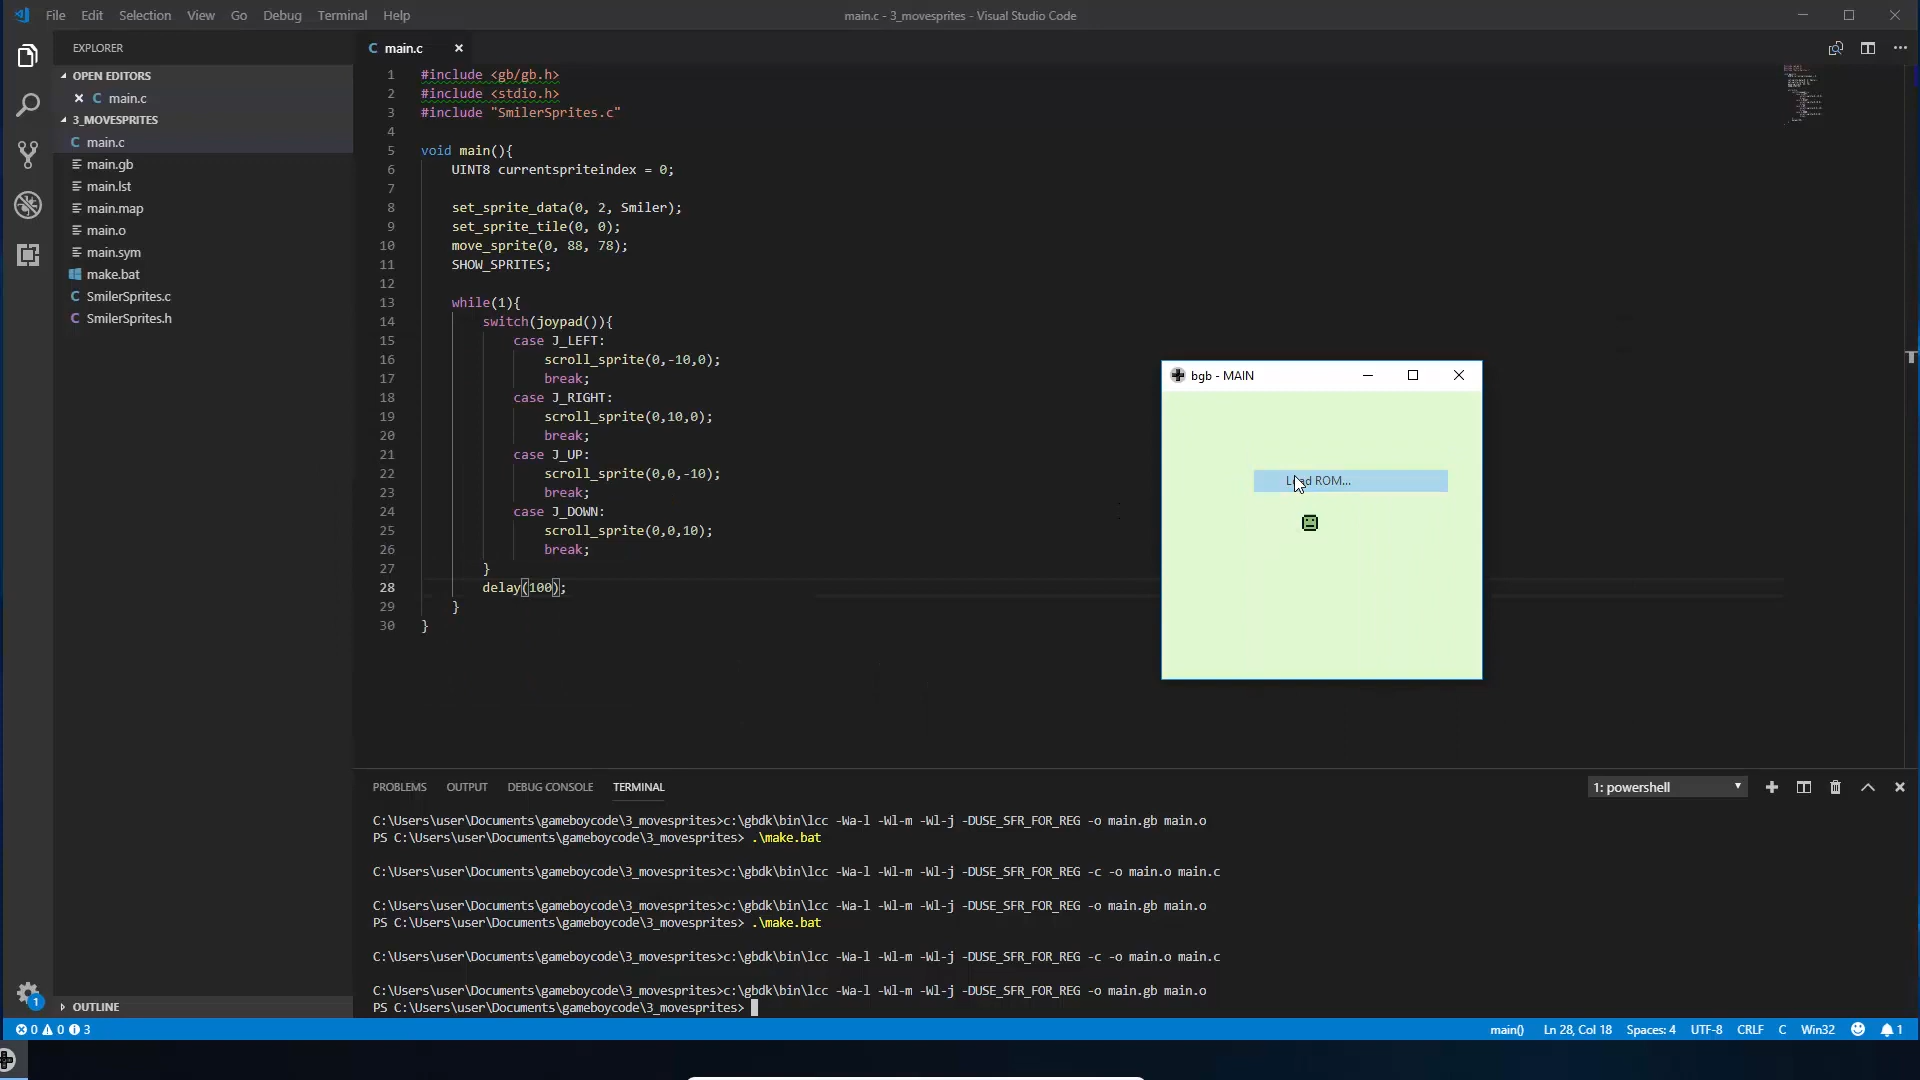 File Edit Selection View Go Debug Terminal Help
main.c - 3_movesprites - Visual Studio Code
EXPLORER
OPEN EDITORS
main.c
3_MOVESPRITES
main.c
main.gb
main.lst
main.map
main.o
main.sym
make.bat
SmilerSprites.c
SmilerSprites.h
OUTLINE
main.c
1 #include <gb/gb.h>
2 #include <stdio.h>
3 #include "SmilerSprites.c"
4
5 void main(){
6 UINT8 currentspriteindex = 0;
7
8 set_sprite_data(0, 2, Smiler);
9 set_sprite_tile(0, 0);
10 move_sprite(0, 88, 78);
11 SHOW_SPRITES;
12
13 while(1){
14 switch(joypad()){
15 case J_LEFT:
16 scroll_sprite(0,-10,0);
17 break;
18 case J_RIGHT:
19 scroll_sprite(0,10,0);
20 break;
21 case J_UP:
22 scroll_sprite(0,0,-10);
23 break;
24 case J_DOWN:
25 scroll_sprite(0,0,10);
26 break;
27 }
28 delay(100);
29 }
30 }
bgb - MAIN
Load ROM...
PROBLEMS OUTPUT DEBUG CONSOLE TERMINAL
1: powershell
C:\Users\user\Documents\gameboycode\3_movesprites>c:\gbdk\bin\lcc -Wa-l -Wl-m -Wl-j -DUSE_SFR_FOR_REG -o main.gb main.o
PS C:\Users\user\Documents\gameboycode\3_movesprites> .\make.bat
C:\Users\user\Documents\gameboycode\3_movesprites>c:\gbdk\bin\lcc -Wa-l -Wl-m -Wl-j -DUSE_SFR_FOR_REG -c -o main.o main.c
C:\Users\user\Documents\gameboycode\3_movesprites>c:\gbdk\bin\lcc -Wa-l -Wl-m -Wl-j -DUSE_SFR_FOR_REG -o main.gb main.o
PS C:\Users\user\Documents\gameboycode\3_movesprites> .\make.bat
C:\Users\user\Documents\gameboycode\3_movesprites>c:\gbdk\bin\lcc -Wa-l -Wl-m -Wl-j -DUSE_SFR_FOR_REG -c -o main.o main.c
C:\Users\user\Documents\gameboycode\3_movesprites>c:\gbdk\bin\lcc -Wa-l -Wl-m -Wl-j -DUSE_SFR_FOR_REG -o main.gb main.o
PS C:\Users\user\Documents\gameboycode\3_movesprites>
1
0 0 3
main() Ln 28, Col 18 Spaces: 4 UTF-8 CRLF C Win32 1